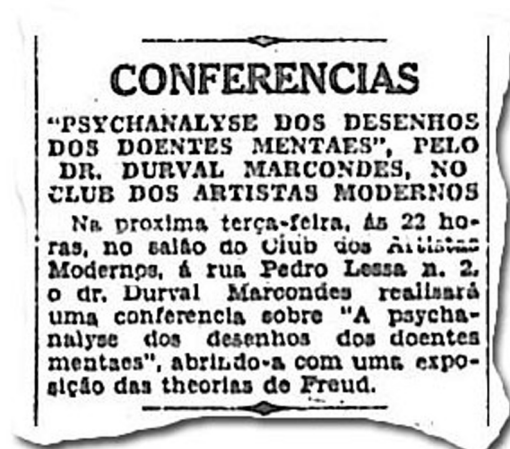 CONFERENCIAS
"PSYCHANALYSE DOS DESENHOS
DOS DOENTES MENTAES", PELO
DR. DURVAL MARCONDES, NO
CLUB DOS ARTISTAS MODERNOS
Na proxima terça-feira, ás 22 ho-
ras, no salão do Club dos Artistas
Modernos, á rua Pedro Lessa n. 2,
o dr. Durval Marcondes realisará
uma conferencia sobre "A psycha-
nalyse dos desenhos dos doentes
mentaes", abrindo-a com uma expo-
sição das theorias de Freud.